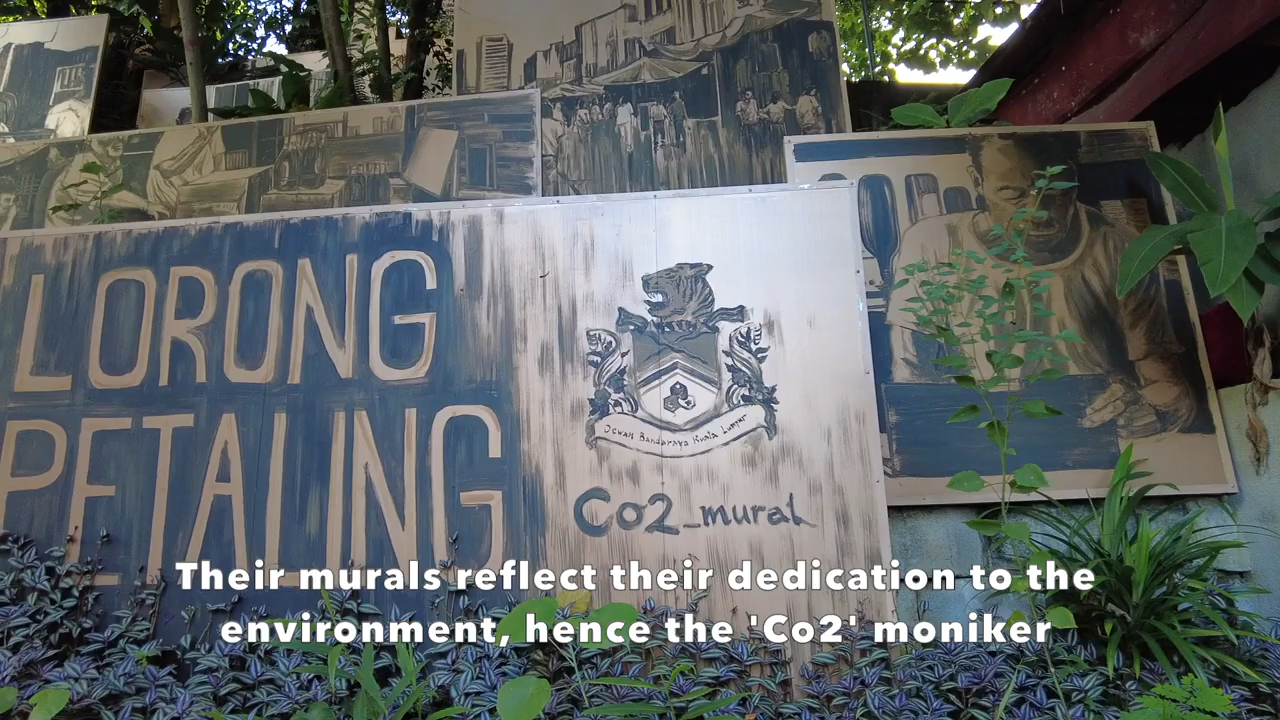 LORONG
PETALING
Dewan Bandaraya Kuala Lumpur
Co2_mural
Their murals reflect their dedication to the
environment, hence the 'Co2' moniker